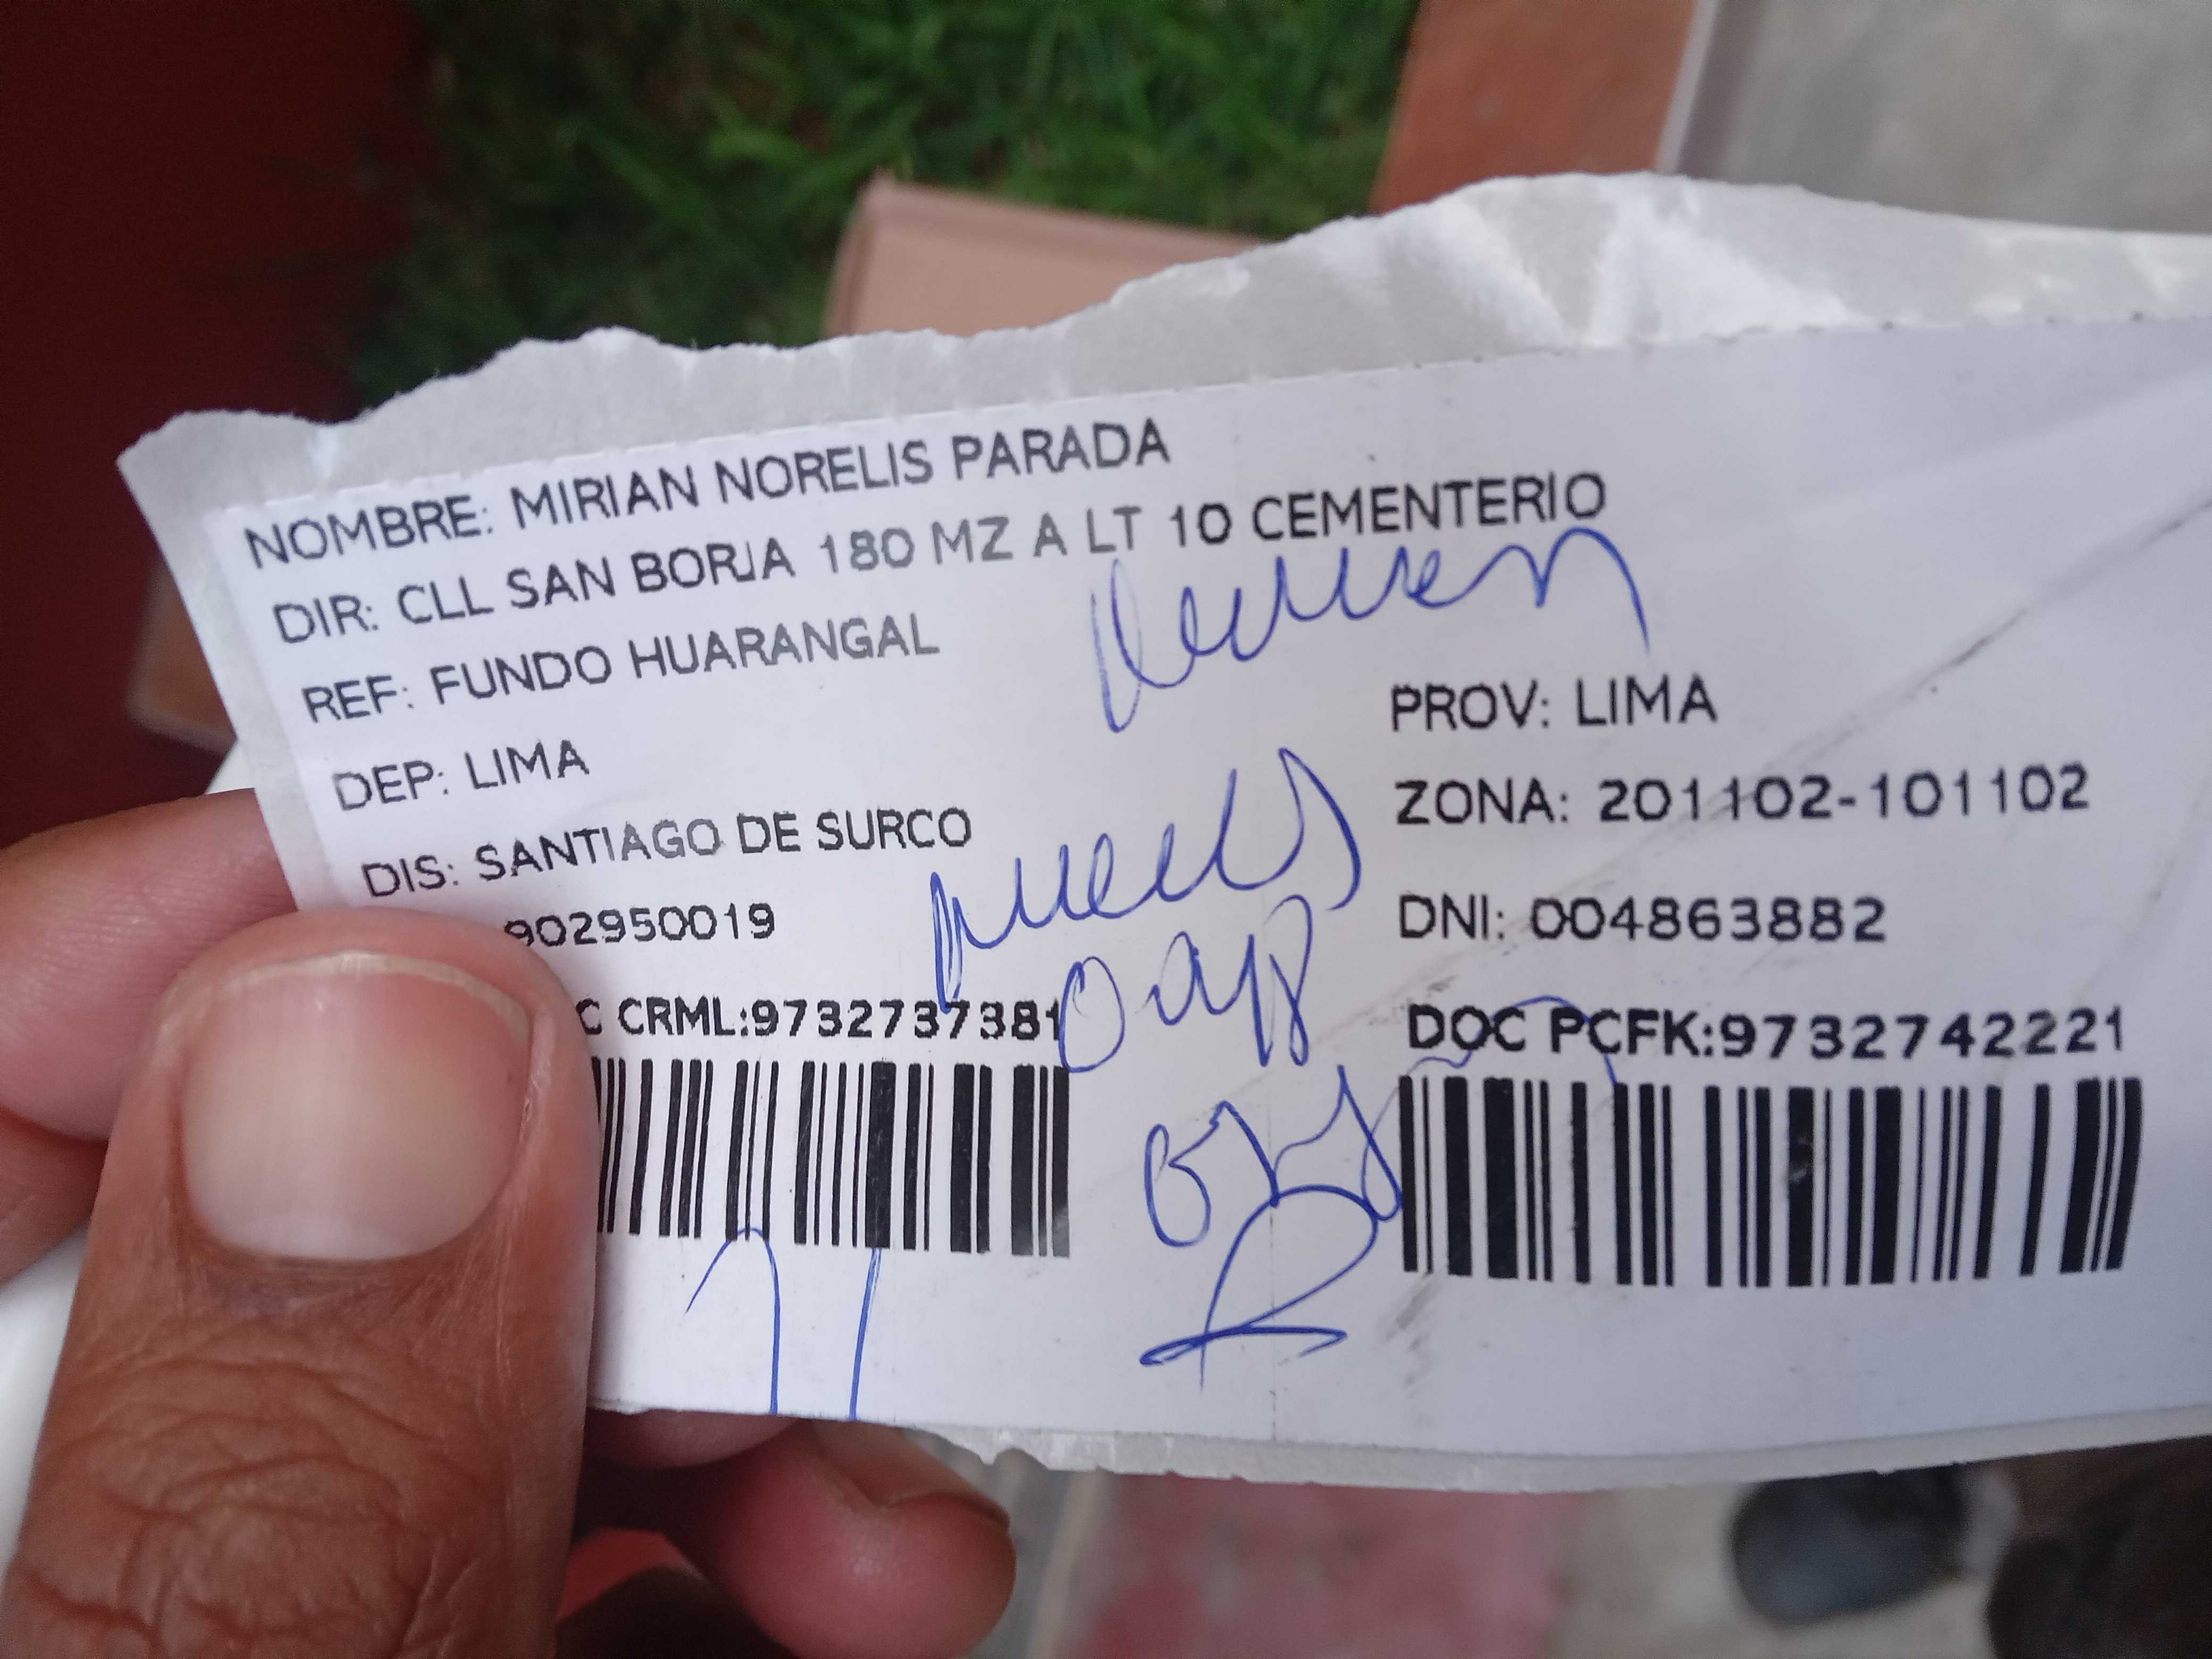 NOMBRE: MIRIAN NORELIS PARADA
DIR: CLL SAN BORJA 180 MZ A LT 10 CEMENTERIO
REF: FUNDO HUARANGAL
DEP: LIMA
PROV: LIMA
DIS: SANTIAGO DE SURCO
ZONA: 201102-101102
902950019
DNI: 004863882
C CRML:9732737381
DOC PCFK:9732742221